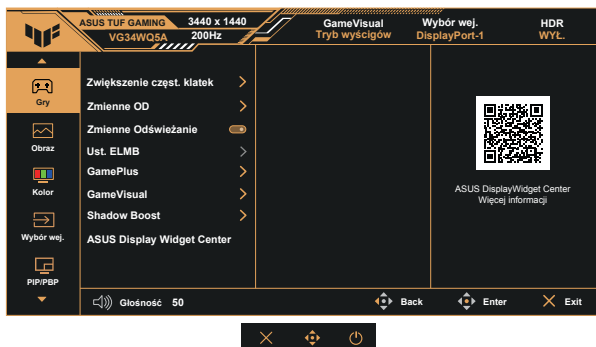 ASUS TUF GAMING 3440 x 1440
VG34WQ5A 200Hz
GameVisual
Tryb wyścigów
Wybór wej.
DisplayPort-1
HDR
WYŁ.
Gry
Obraz
Kolor
Wybór wej.
PIP/PBP
Zwiększenie częst. klatek
Zmienne OD
Zmienne Odświeżanie
Ust. ELMB
GamePlus
GameVisual
Shadow Boost
ASUS Display Widget Center
ASUS DisplayWidget Center
Więcej informacji
Głośność 50
Back
Enter
Exit